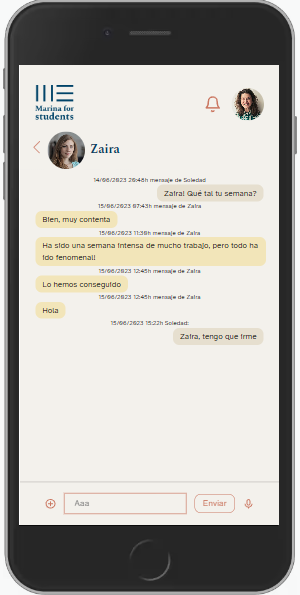 Marina for
students
Zaira
14/06/2023 20:48h mensaje de Soledad
Zafra! Qué tal tu semana?
15/06/2023 07:43h mensaje de Zaira
Bien, muy contenta
15/06/2023 11:30h mensaje de Zaira
Ha sido una semana intensa de mucho trabajo, pero todo ha
ido fenomenal!
15/06/2023 12:45h mensaje de Zaira
Lo hemos conseguido
15/06/2023 12:45h mensaje de Zaira
Hola
15/06/2023 15:22h Soledad:
Zaira, tengo que irme
Aaa
Enviar